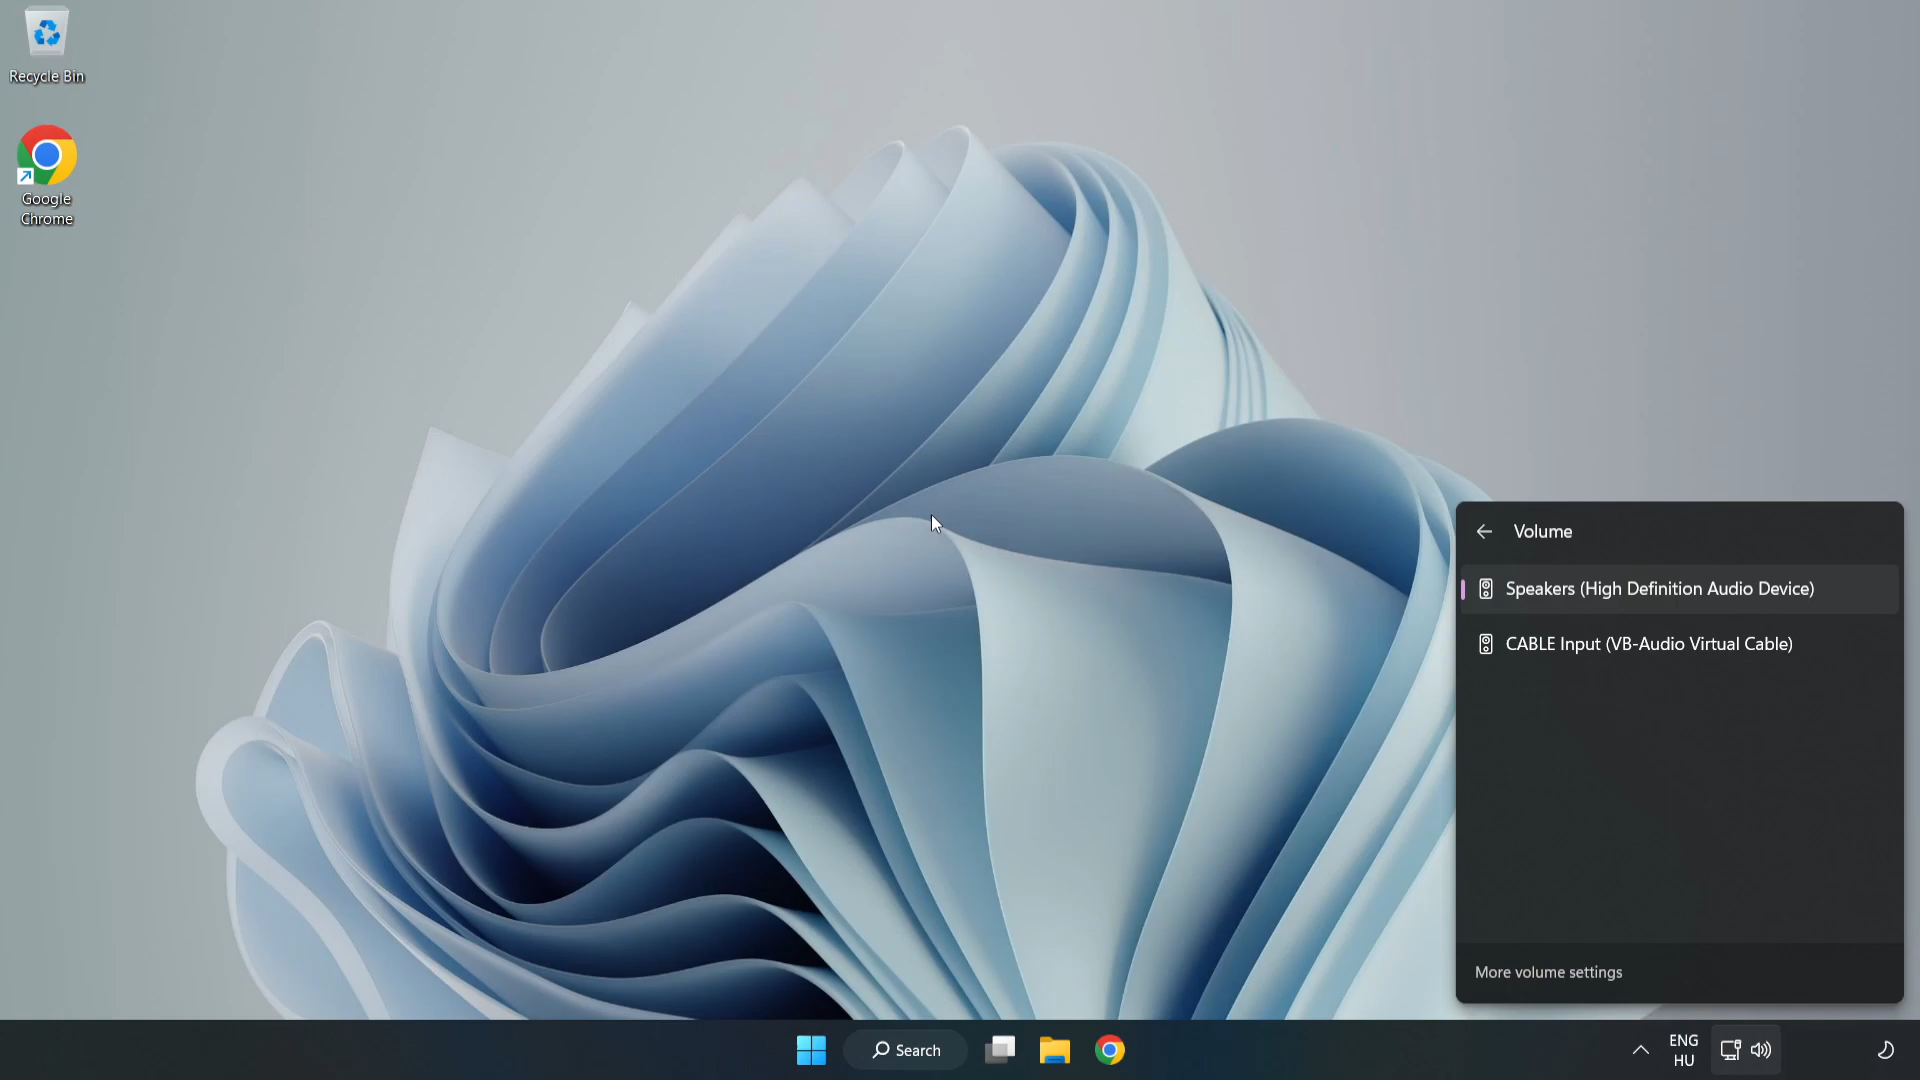 Recycle Bin
Google
Chrome
Volume
Speakers (High Definition Audio Device)
CABLE Input (VB-Audio Virtual Cable)
More volume settings
Search
ENG
HU